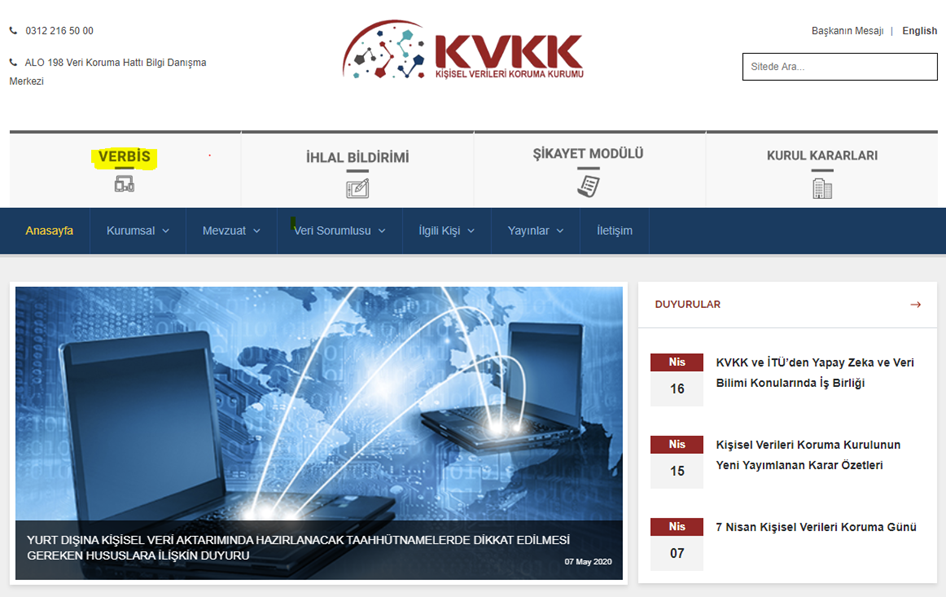 0312 216 50 00
ALO 198 Veri Koruma Hattı Bilgi Danışma
Merkezi
KVKK
KİŞİSEL VERİLERİ KORUMA KURUMU
Başkanın Mesajı | English
Sitede Ara...
VERBİS
İHLAL BİLDİRİMİ
ŞİKAYET MODÜLÜ
KURUL KARARLARI
Anasayfa Kurumsal Mevzuat Veri Sorumlusu İlgili Kişi Yayınlar İletişim
YURT DIŞINA KİŞİSEL VERİ AKTARIMINDA HAZIRLANACAK TAAHHÜTNAMELERDE DİKKAT EDİLMESİ
GEREKEN HUSUSLARA İLİŞKİN DUYURU
07 May 2020
DUYURULAR
Nis
16
KVKK ve İTÜ'den Yapay Zeka ve Veri
Bilimi Konularında İş Birliği
Nis
15
Kişisel Verileri Koruma Kurulunun
Yeni Yayımlanan Karar Özetleri
Nis
07
7 Nisan Kişisel Verileri Koruma Günü